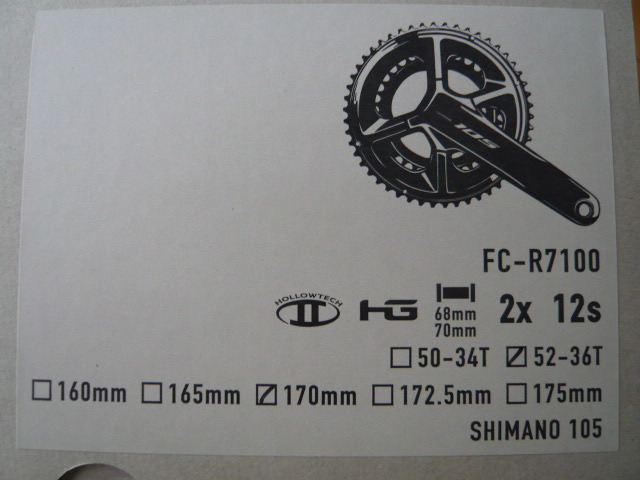 105
FC-R7100
HOLLOWTECH II HG 68mm 70mm 2x 12s
☐50-34T ☑52-36T
☐160mm ☐165mm ☑170mm ☐172.5mm ☐175mm
SHIMANO 105